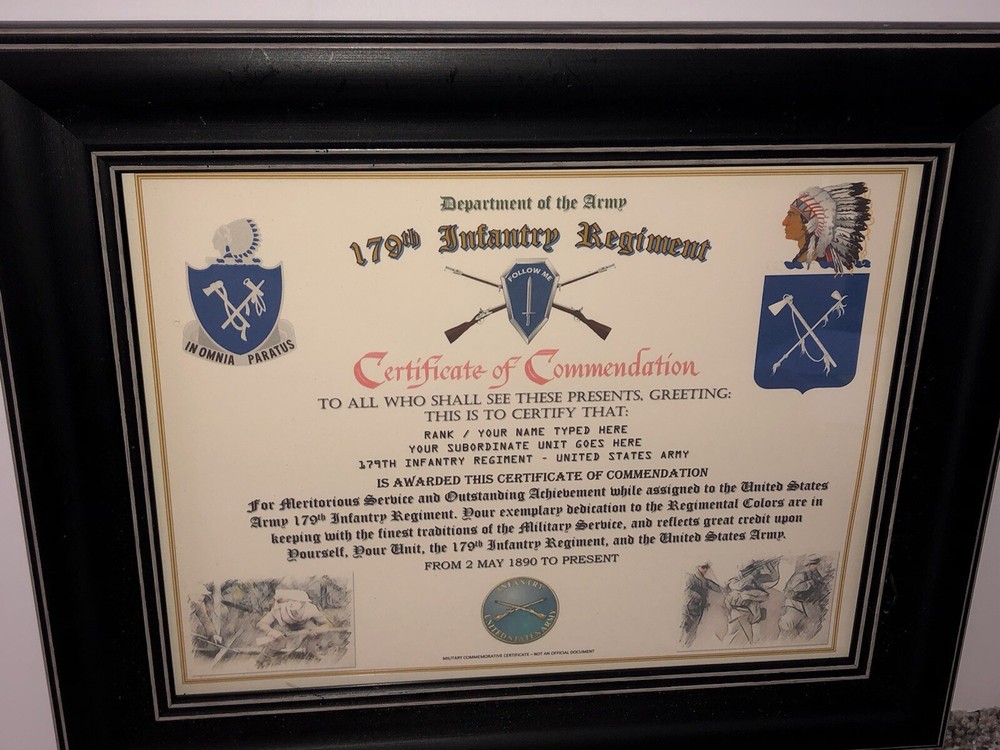 Department of the Army
179th Infantry Regiment
FOLLOW ME
IN OMNIA PARATUS
Certificate of Commendation
TO ALL WHO SHALL SEE THESE PRESENTS, GREETING:
THIS IS TO CERTIFY THAT:
RANK / YOUR NAME TYPED HERE
YOUR SUBORDINATE UNIT GOES HERE
179TH INFANTRY REGIMENT - UNITED STATES ARMY
IS AWARDED THIS CERTIFICATE OF COMMENDATION
For Meritorious Service and Outstanding Achievement while assigned to the United States
Army 179th Infantry Regiment. Your exemplary dedication to the Regimental Colors are in
keeping with the finest traditions of the Military Service, and reflects great credit upon
Yourself, Your Unit, the 179th Infantry Regiment, and the United States Army.
FROM 2 MAY 1890 TO PRESENT
INFANTRY
UNITED STATES ARMY
MILITARY COMMEMORATIVE CERTIFICATE - NOT AN OFFICIAL DOCUMENT